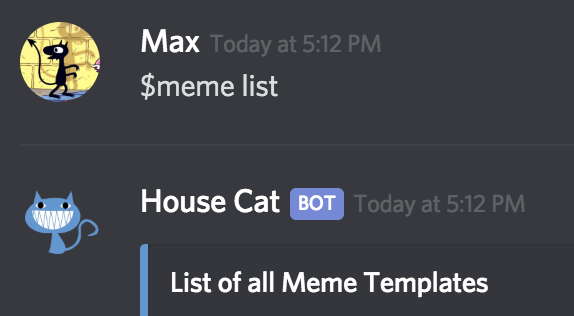 Max Today at 5:12 PM
$meme list
House Cat BOT Today at 5:12 PM
List of all Meme Templates